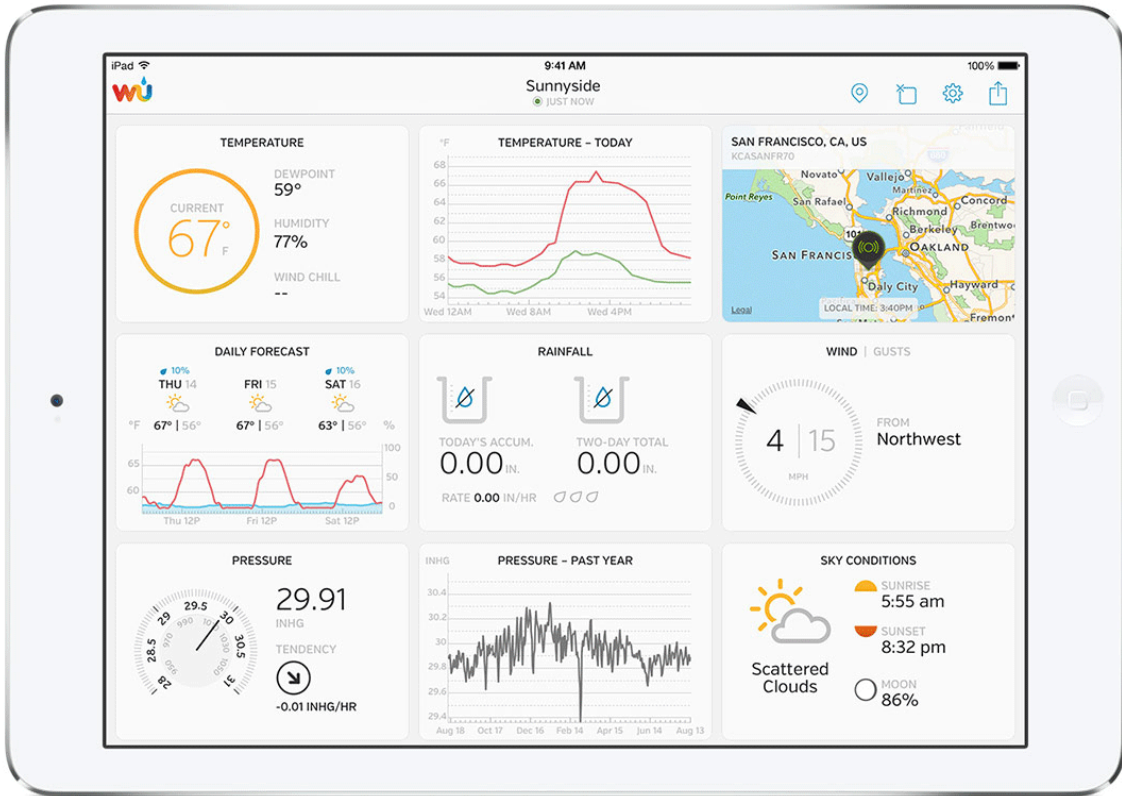 iPad
9:41 AM
100%
wu
Sunnyside
JUST NOW
TEMPERATURE
CURRENT
67°
F
DEWPOINT
59°
HUMIDITY
77%
WIND CHILL
--
°F
TEMPERATURE – TODAY
68
66
64
62
60
58
56
54
Wed 12AM Wed 8AM Wed 4PM
SAN FRANCISCO, CA, US
KCASANFR70
Fairfield
Novato
Vallejo
Martinez
Point Reyes
San Rafael
Concord
Richmond
101
Berkeley
Brentwo
SAN FRANCIS
OAKLAND
Daly City
Hayward
Legal
LOCAL TIME: 3:40PM
Fremont
DAILY FORECAST
10% 10%
THU 14 FRI 15 SAT 16
°F 67° | 56° 67° | 56° 63° | 56° %
100
65
50
60
0
Thu 12P Fri 12P Sat 12P
RAINFALL
TODAY'S ACCUM.
0.00 IN.
TWO-DAY TOTAL
0.00 IN.
RATE 0.00 IN/HR
WIND | GUSTS
4 | 15
MPH
FROM
Northwest
PRESSURE
28
28.5
29
29.5
30
30.5
31
950
970
990
1030
1050
29.91
INHG
TENDENCY
-0.01 INHG/HR
INHG
PRESSURE – PAST YEAR
30.4
30.2
30
29.8
29.6
29.4
Aug 18 Oct 17 Dec 16 Feb 14 Apr 15 Jun 14 Aug 13
SKY CONDITIONS
Scattered
Clouds
SUNRISE
5:55 am
SUNSET
8:32 pm
MOON
86%